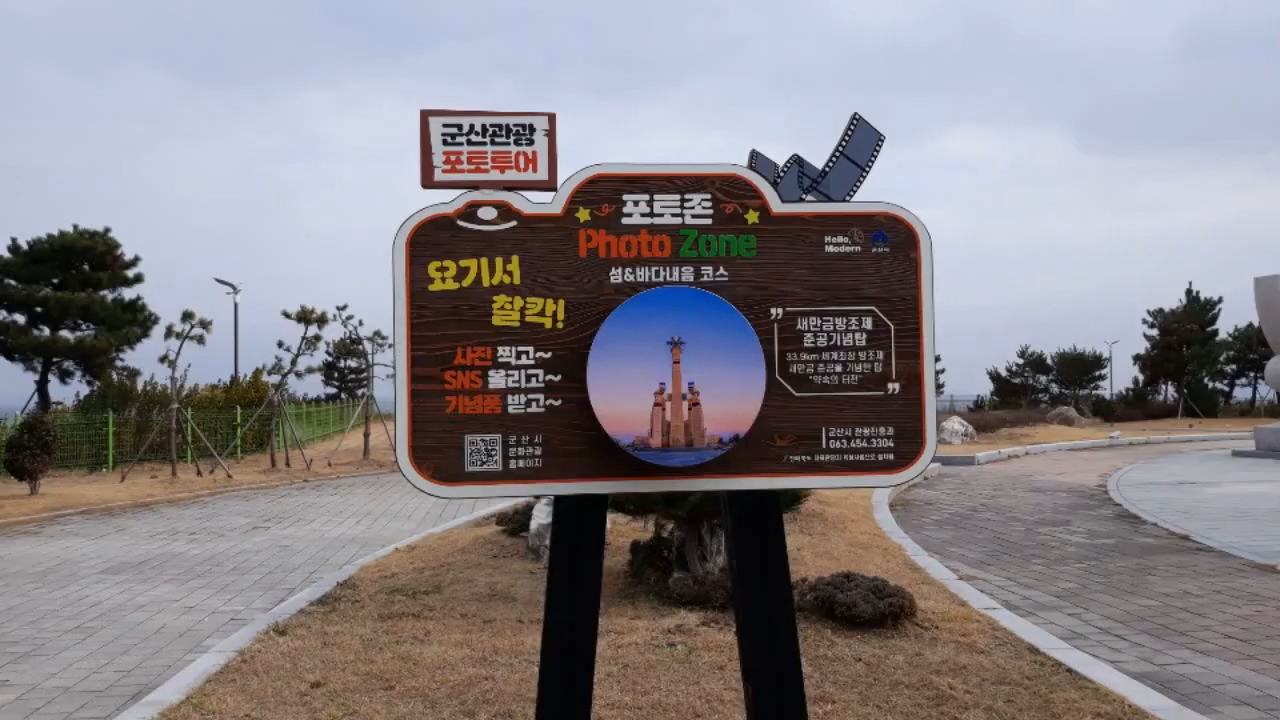 군산관광
포토투어
포토존
Photo Zone
섬&바다내음 코스
Hello,
Modern
군산시
요기서
찰칵!
사진 찍고~
SNS 올리고~
기념품 받고~
군 산 시
문화관광
홈페이지
"
새만금방조제
준공기념탑
33.9km 세계최장 방조제
새만금 준공을 기념한 탑
"약속의 터전"
"
군산시 관광진흥과
063.454.3304